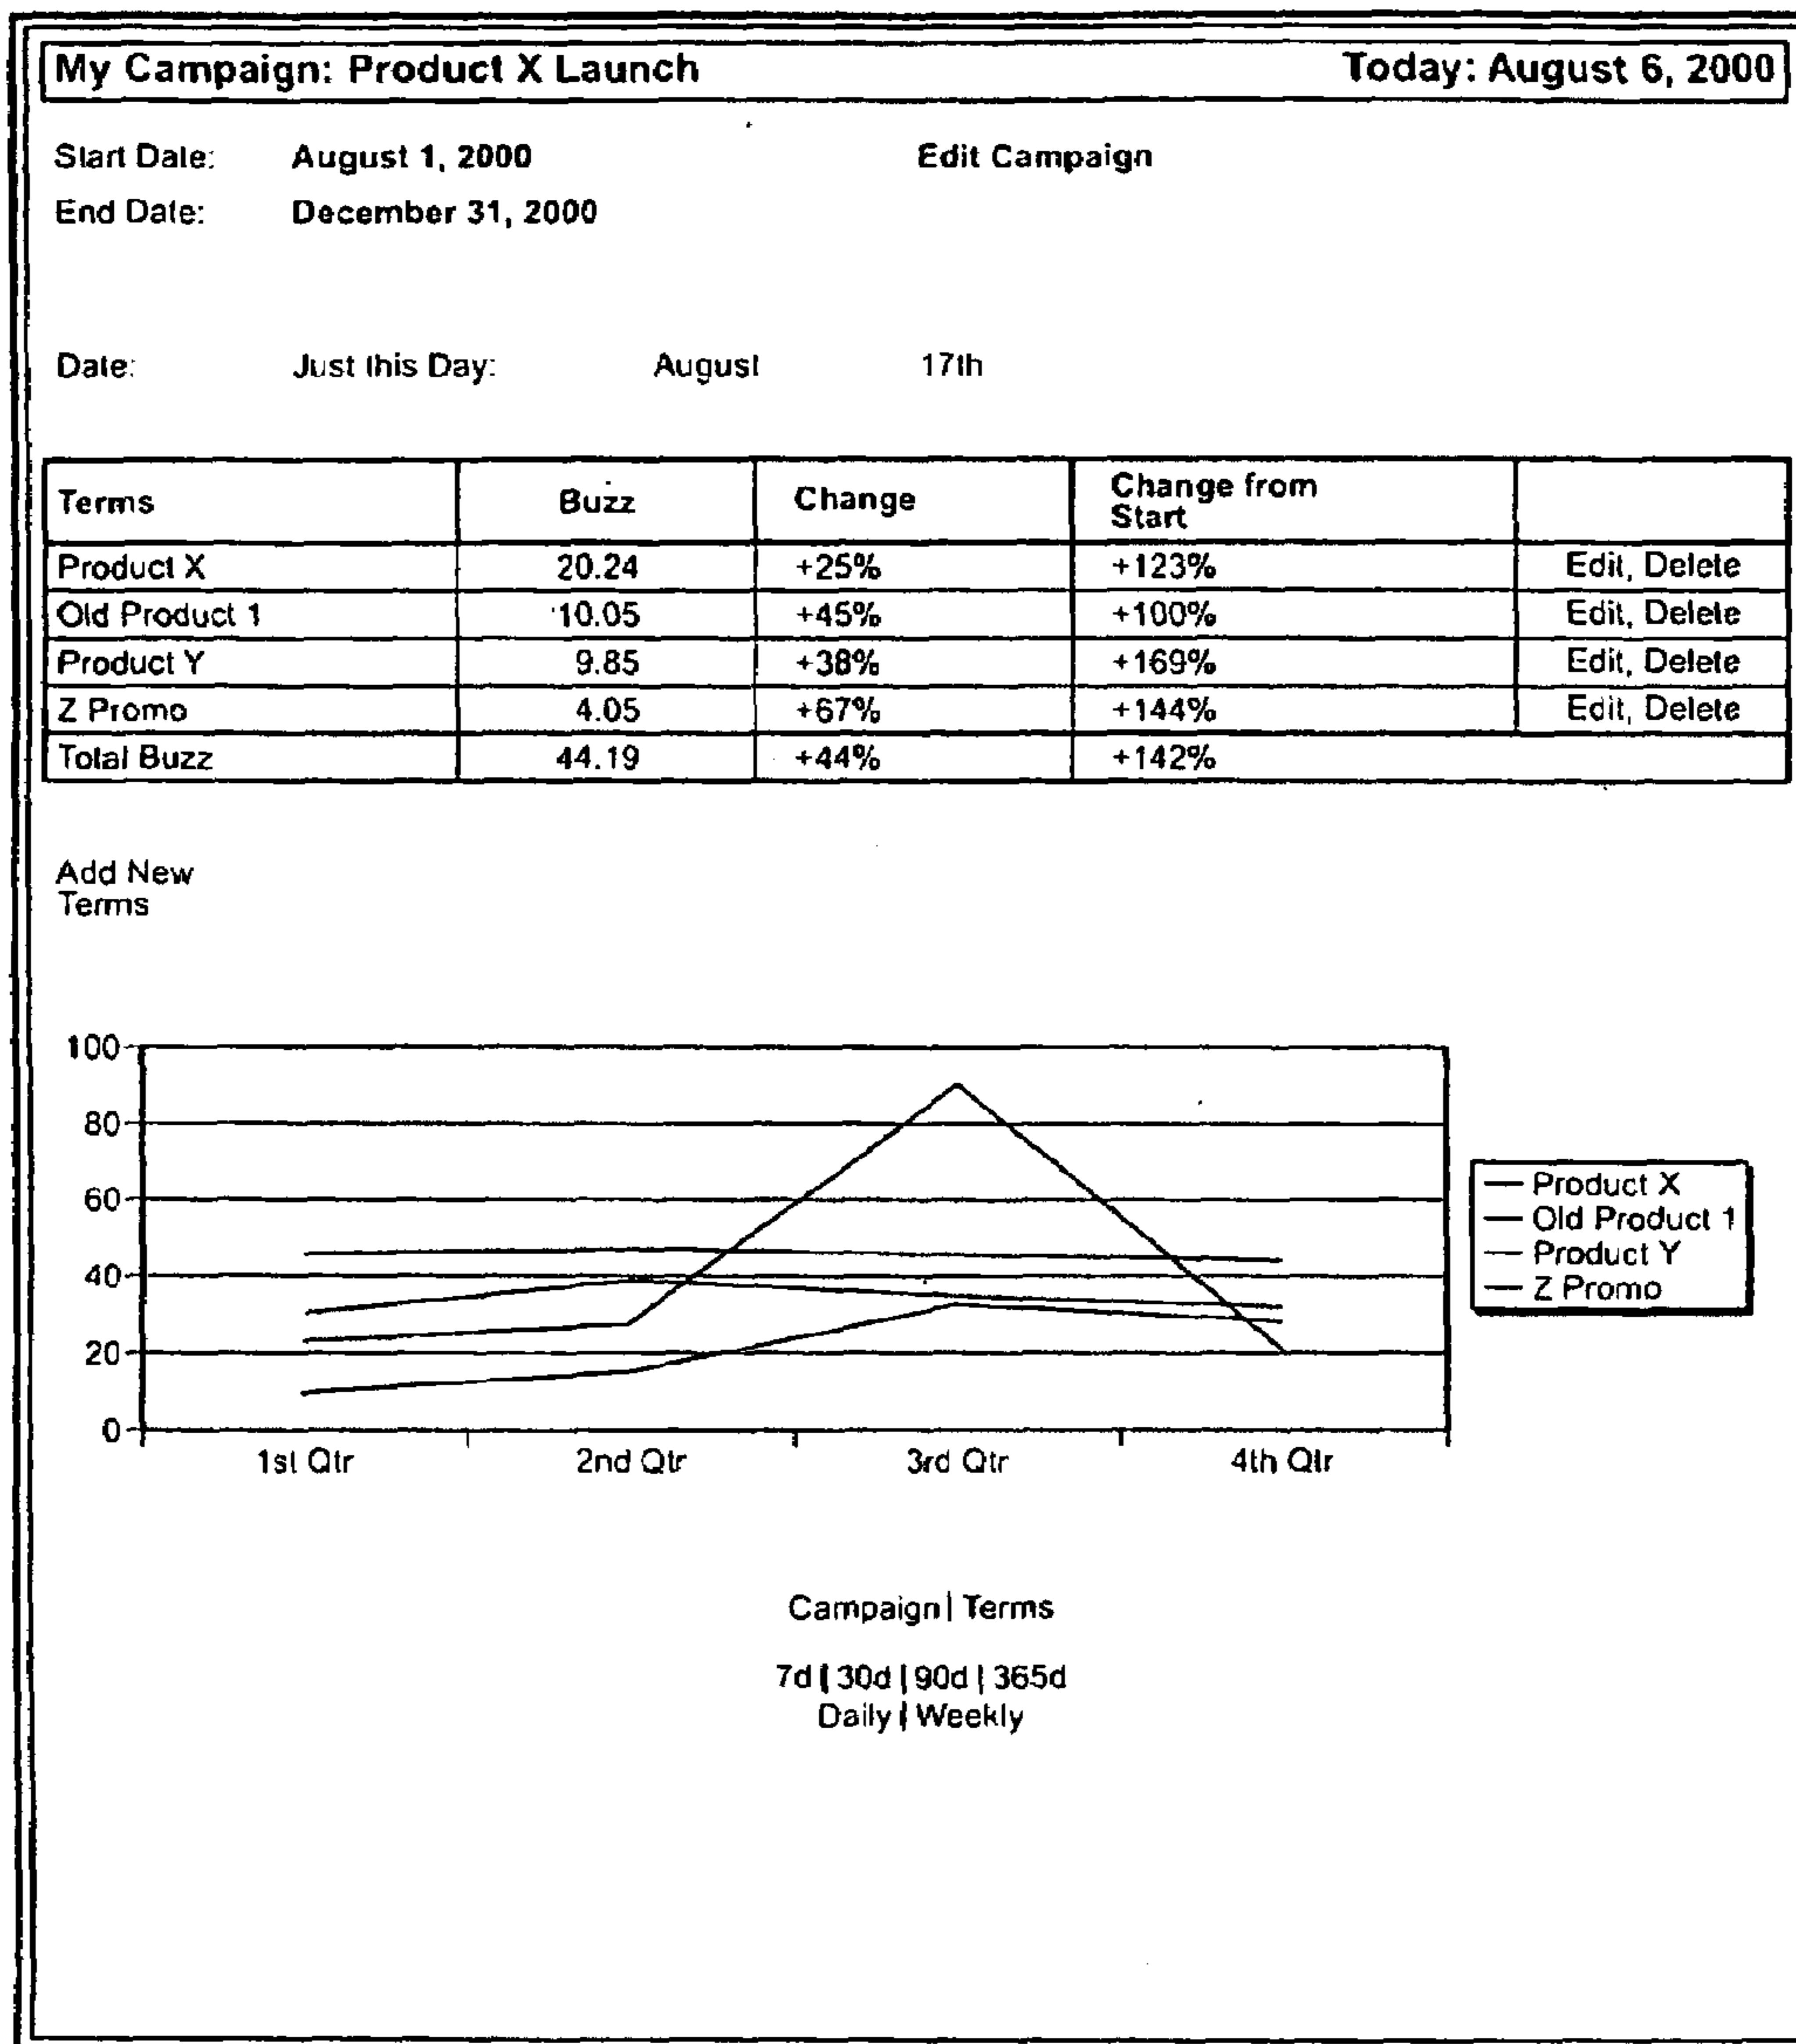 My Campaign: Product X Launch Today: August 6, 2000
Start Date: August 1, 2000 Edit Campaign
End Date: December 31, 2000
Date: Just this Day: August 17th
Terms Buzz Change Change from Start
Product X 20.24 +25% +123% Edit, Delete
Old Product 1 10.05 +45% +100% Edit, Delete
Product Y 9.85 +38% +169% Edit, Delete
Z Promo 4.05 +67% +144% Edit, Delete
Total Buzz 44.19 +44% +142%
Add New
Terms
100
80
60
40
20
0
1st Qtr 2nd Qtr 3rd Qtr 4th Qtr
Product X
Old Product 1
Product Y
Z Promo
Campaign | Terms
7d | 30d | 90d | 365d
Daily | Weekly